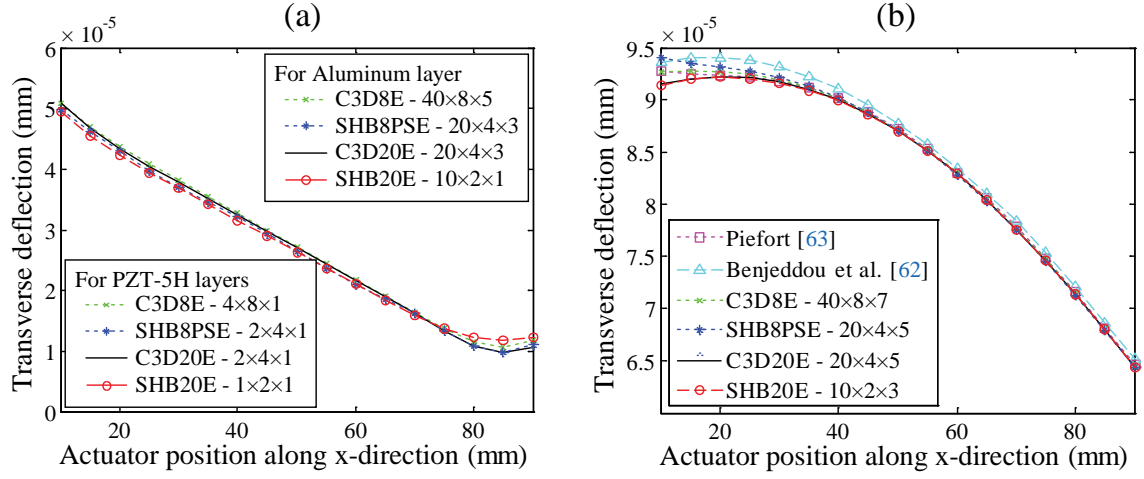 (a)
× 10⁻⁵
6
5
4
3
2
1
0
20
40
60
80
Transverse deflection (mm)
Actuator position along x-direction (mm)
For Aluminum layer
C3D8E - 40×8×5
SHB8PSE - 20×4×3
C3D20E - 20×4×3
SHB20E - 10×2×1
For PZT-5H layers
C3D8E - 4×8×1
SHB8PSE - 2×4×1
C3D20E - 2×4×1
SHB20E - 1×2×1
(b)
× 10⁻⁵
9.5
9
8.5
8
7.5
7
6.5
20
40
60
80
Transverse deflection (mm)
Actuator position along x-direction (mm)
Piefort [63]
Benjeddou et al. [62]
C3D8E - 40×8×7
SHB8PSE - 20×4×5
C3D20E - 20×4×5
SHB20E - 10×2×3